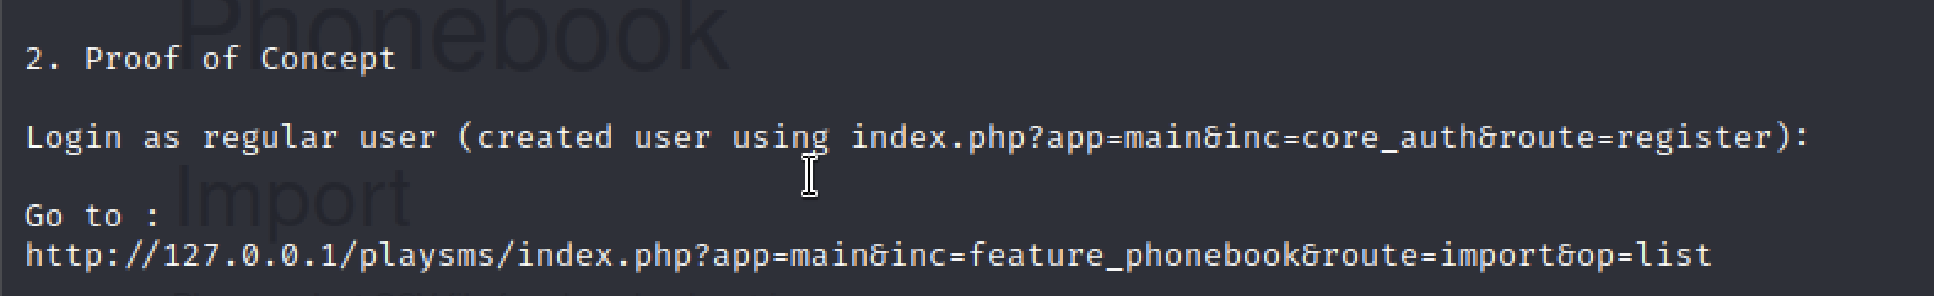 Phonebook
2. Proof of Concept
Login as regular user (created user using index.php?app=main&inc=core_auth&route=register):
Import
Go to :
http://127.0.0.1/playsms/index.php?app=main&inc=feature_phonebook&route=import&op=list